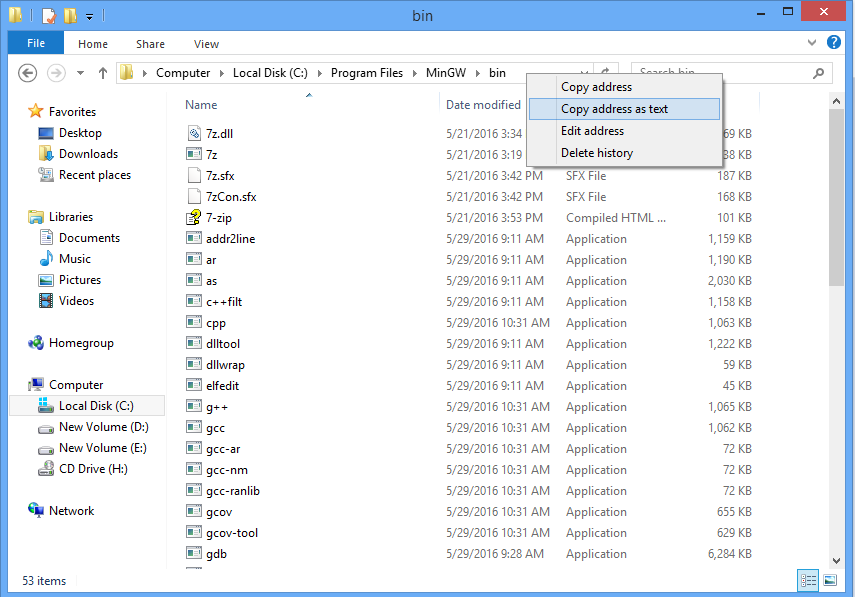 bin
File Home Share View
Computer Local Disk (C:) Program Files MinGW bin Search bin
Copy address
Copy address as text
Edit address
Delete history
Favorites
Desktop
Downloads
Recent places
Libraries
Documents
Music
Pictures
Videos
Homegroup
Computer
Local Disk (C:)
New Volume (D:)
New Volume (E:)
CD Drive (H:)
Network
Name Date modified
7z.dll 5/21/2016 3:34 69 KB
7z 5/21/2016 3:19 88 KB
7z.sfx 5/21/2016 3:42 PM SFX File 187 KB
7zCon.sfx 5/21/2016 3:42 PM SFX File 168 KB
7-zip 5/21/2016 3:53 PM Compiled HTML ... 101 KB
addr2line 5/29/2016 9:11 AM Application 1,159 KB
ar 5/29/2016 9:11 AM Application 1,190 KB
as 5/29/2016 9:11 AM Application 2,030 KB
c++filt 5/29/2016 9:11 AM Application 1,158 KB
cpp 5/29/2016 10:31 AM Application 1,063 KB
dlltool 5/29/2016 9:11 AM Application 1,222 KB
dllwrap 5/29/2016 9:11 AM Application 59 KB
elfedit 5/29/2016 9:11 AM Application 45 KB
g++ 5/29/2016 10:31 AM Application 1,065 KB
gcc 5/29/2016 10:31 AM Application 1,062 KB
gcc-ar 5/29/2016 10:31 AM Application 72 KB
gcc-nm 5/29/2016 10:31 AM Application 72 KB
gcc-ranlib 5/29/2016 10:31 AM Application 72 KB
gcov 5/29/2016 10:31 AM Application 655 KB
gcov-tool 5/29/2016 10:31 AM Application 629 KB
gdb 5/29/2016 9:28 AM Application 6,284 KB
53 items